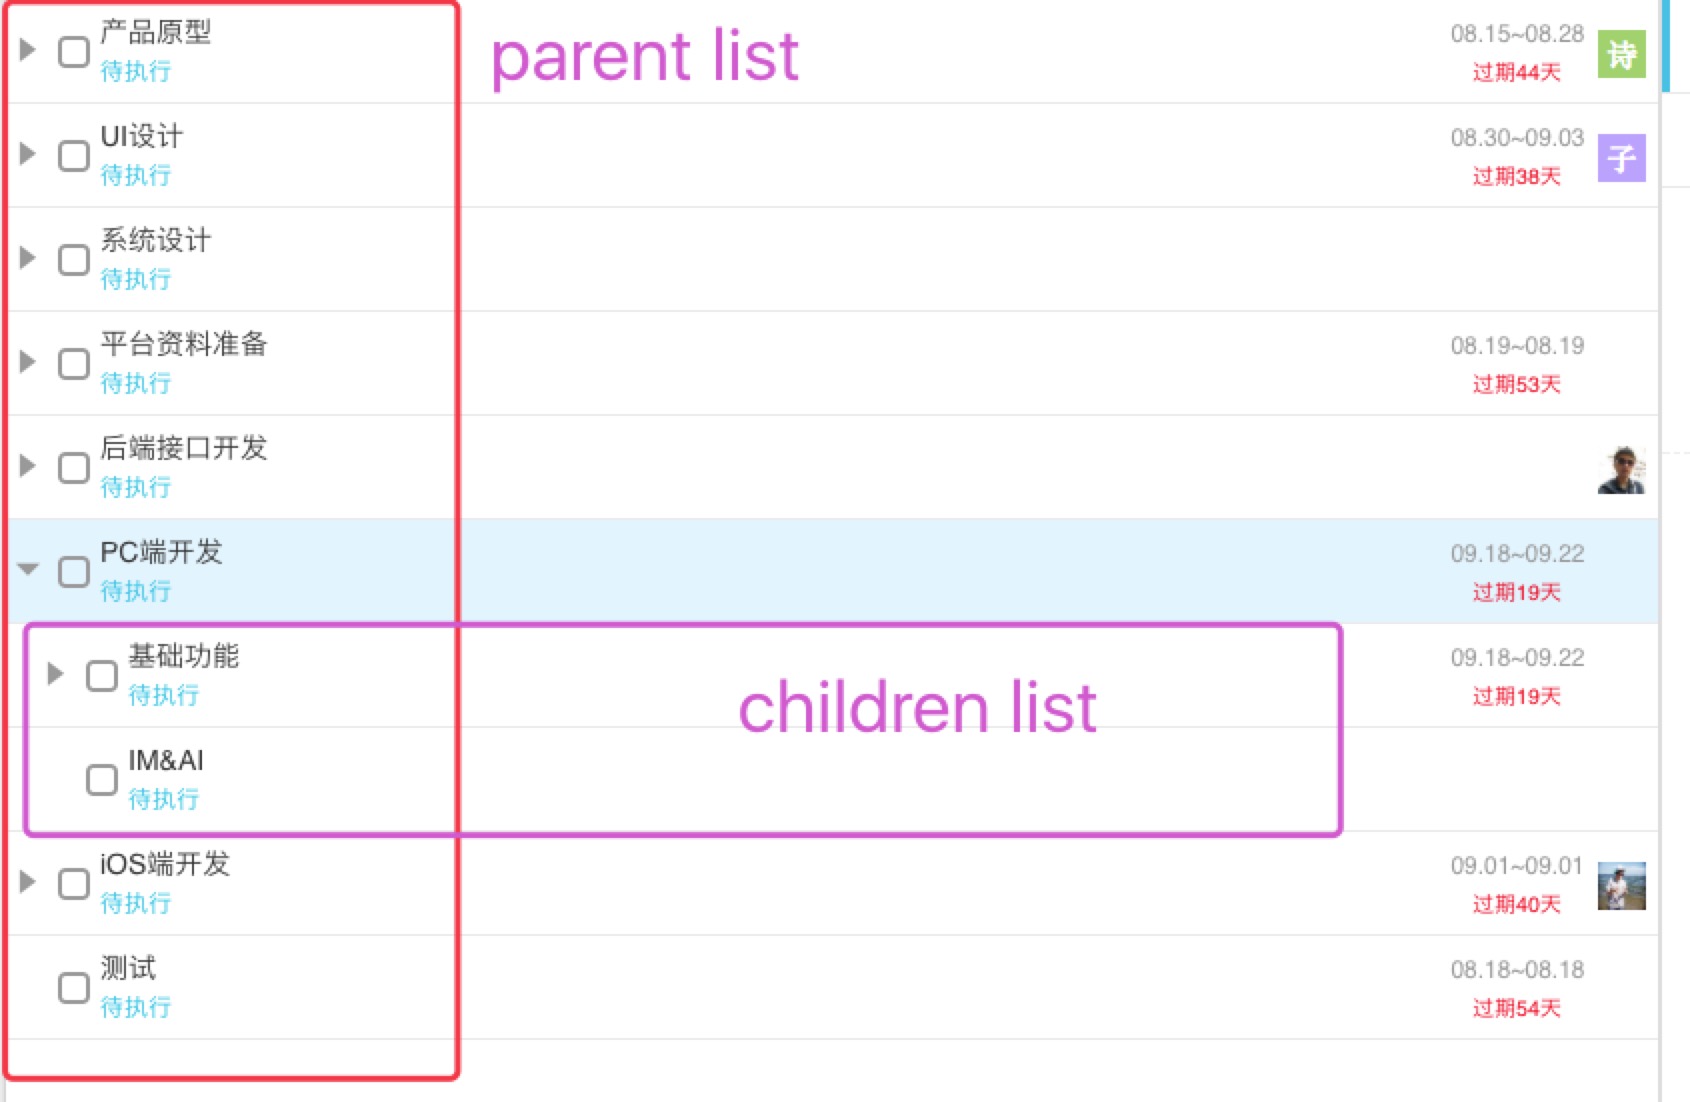 产品原型
待执行
parent list
08.15~08.28
过期44天
诗
UI设计
待执行
08.30~09.03
过期38天
子
系统设计
待执行
平台资料准备
待执行
08.19~08.19
过期53天
后端接口开发
待执行
PC端开发
待执行
09.18~09.22
过期19天
基础功能
待执行
children list
09.18~09.22
过期19天
IM&AI
待执行
iOS端开发
待执行
09.01~09.01
过期40天
测试
待执行
08.18~08.18
过期54天